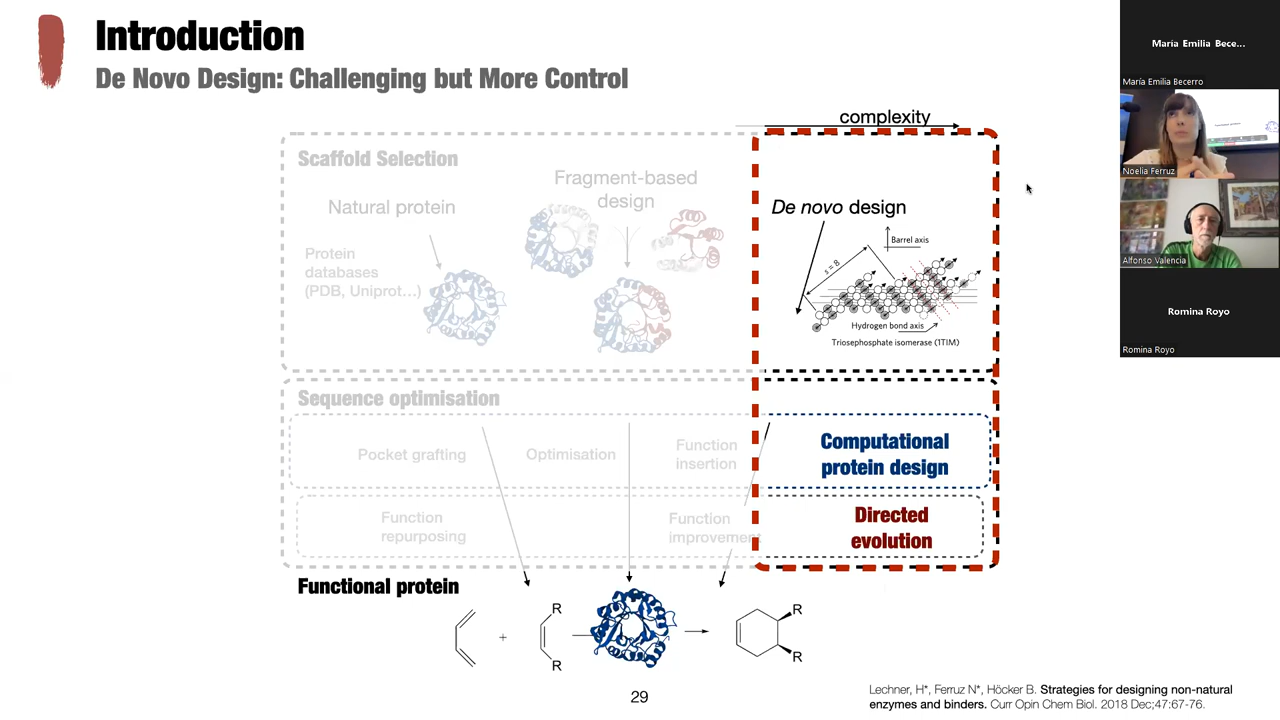 Introduction
De Novo Design: Challenging but More Control
complexity
Scaffold Selection
Natural protein
Protein
databases
(PDB, Uniprot...)
Fragment-based
design
De novo design
Barrel axis
s = 8
Hydrogen bond axis
Triosephosphate isomerase (1TIM)
Sequence optimisation
Pocket grafting
Optimisation
Function
insertion
Computational
protein design
Function
repurposing
Function
improvement
Directed
evolution
Functional protein
+
R
R
R
R
29
Lechner, H*, Ferruz N*, Höcker B. Strategies for designing non-natural
enzymes and binders. Curr Opin Chem Biol. 2018 Dec;47:67-76.
María Emilia Bece...
María Emilia Becerro
Noelia Ferruz
Alfonso Valencia
Romina Royo
Romina Royo